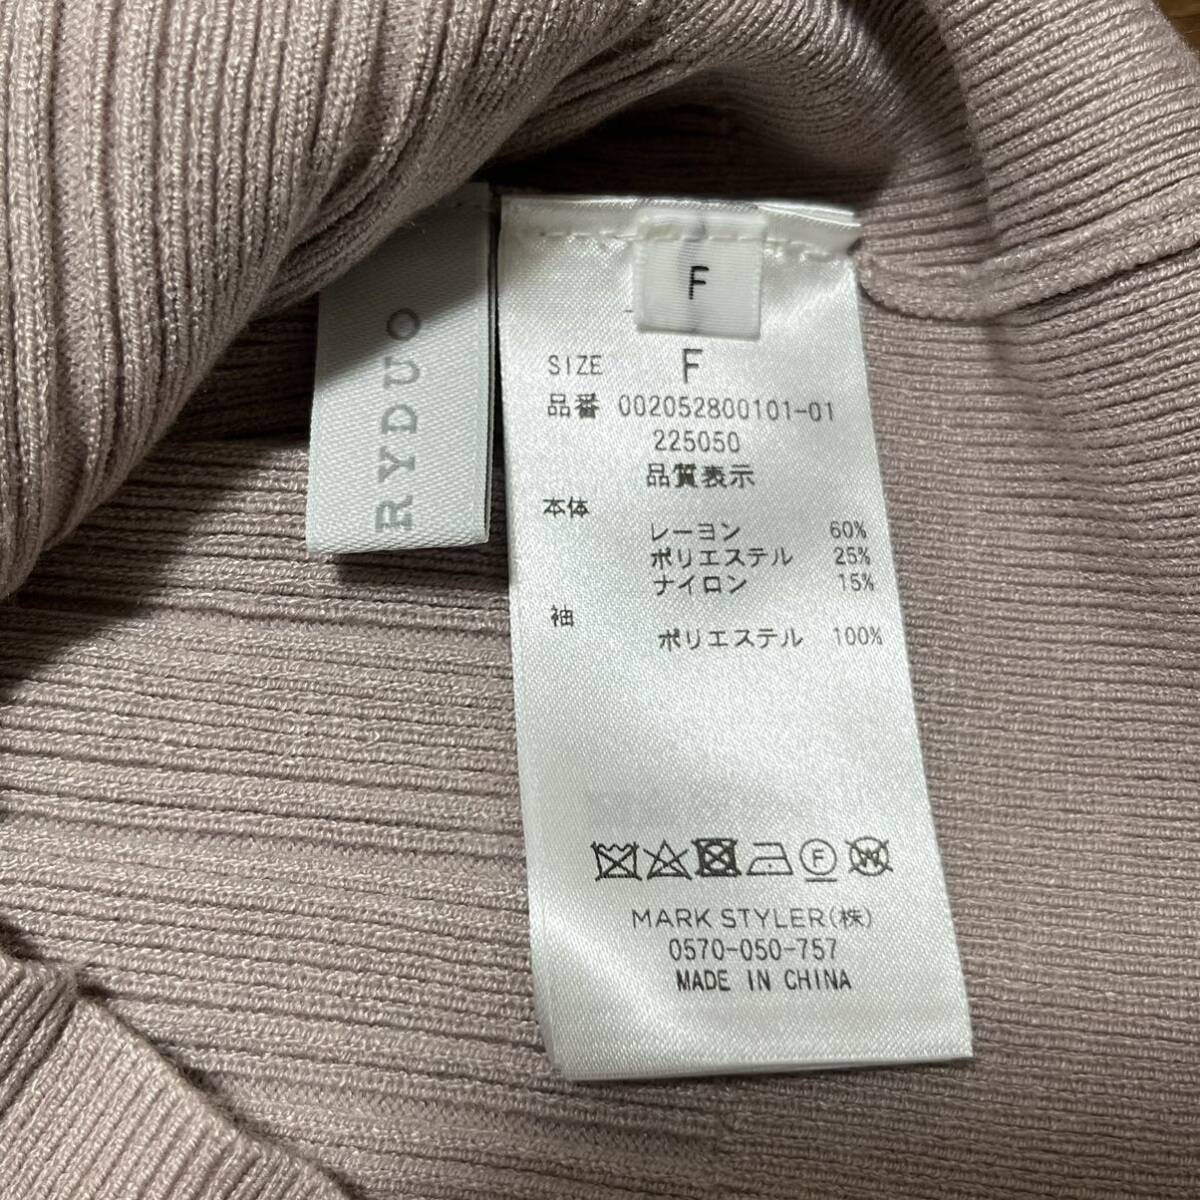 RYDUO
F
SIZE F
品番 002052800101-01
225050
品質表示
本体
レーヨン 60%
ポリエステル 25%
ナイロン 15%
袖
ポリエステル 100%
F W
MARK STYLER(株)
0570-050-757
MADE IN CHINA